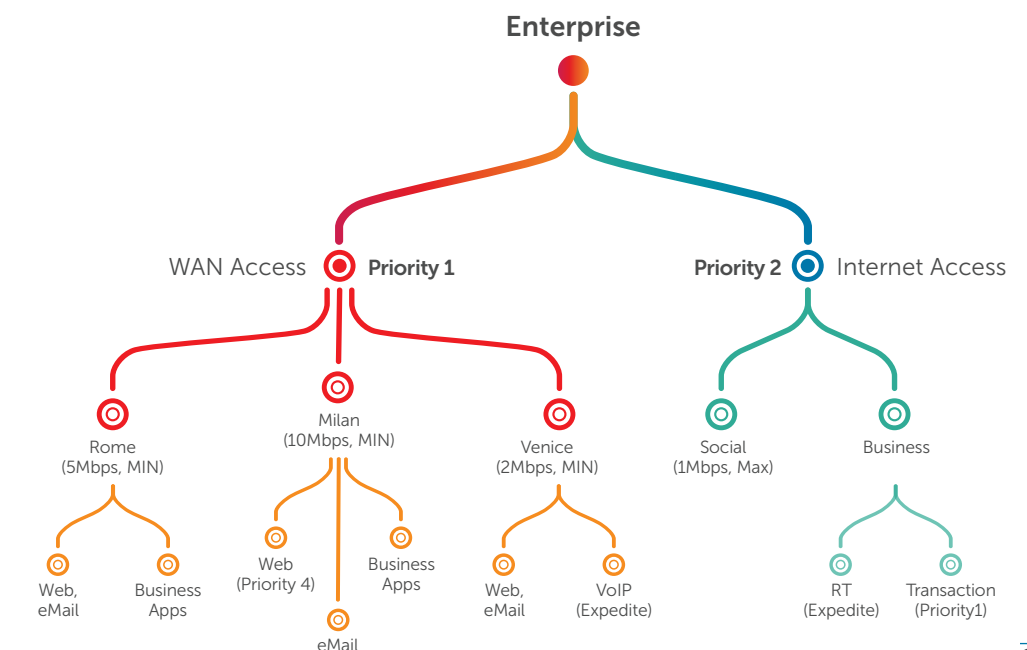 Enterprise
WAN Access
Priority 1
Priority 2
Internet Access
Rome
(5Mbps, MIN)
Milan
(10Mbps, MIN)
Venice
(2Mbps, MIN)
Social
(1Mbps, Max)
Business
Web,
eMail
Business
Apps
Web
(Priority 4)
eMail
Business
Apps
Web,
eMail
VoIP
(Expedite)
RT
(Expedite)
Transaction
(Priority1)